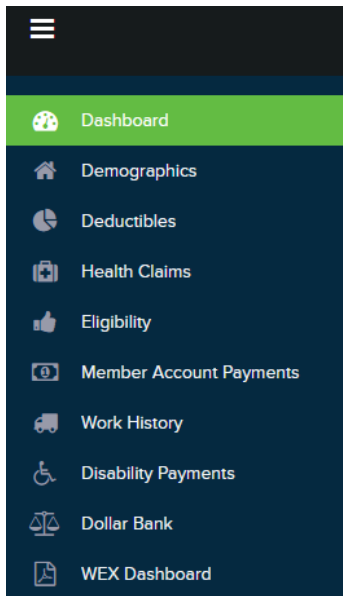 Dashboard
Demographics
Deductibles
Health Claims
Eligibility
Member Account Payments
Work History
Disability Payments
Dollar Bank
WEX Dashboard